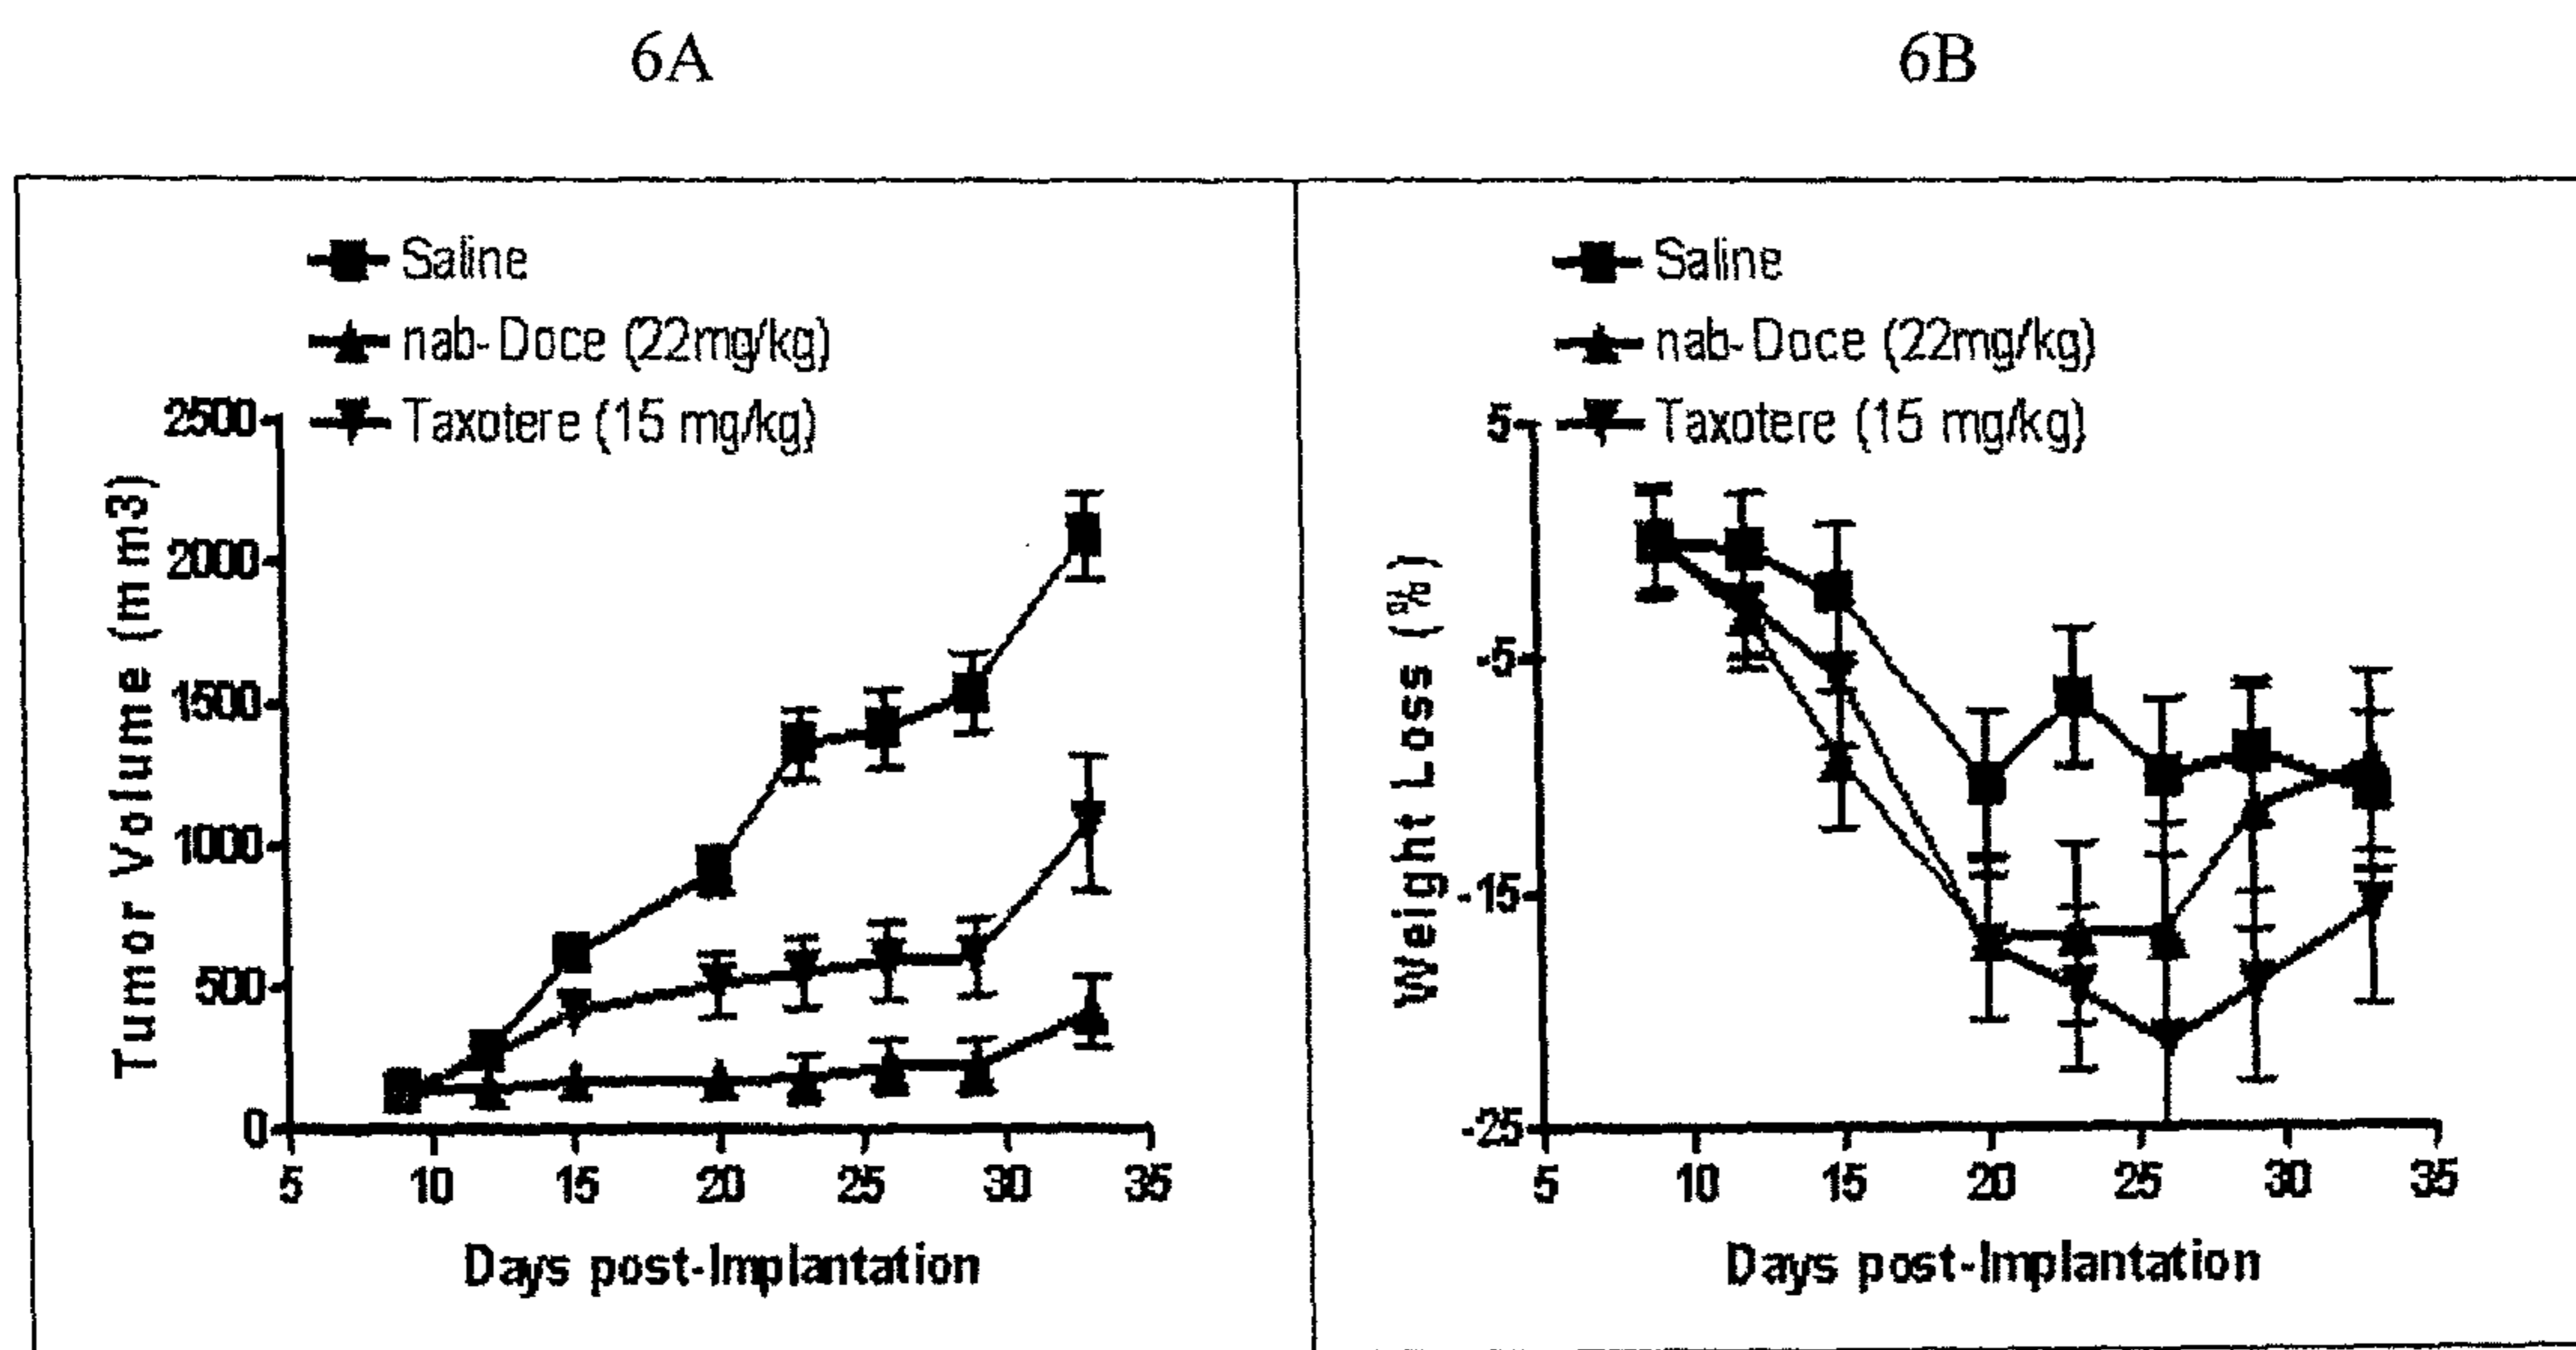 6A
6B
Saline
nab-Doce (22mg/kg)
Taxotere (15 mg/kg)
2500
2000
1500
1000
500
0
Tumor Volume (mm3)
5 10 15 20 25 30 35
Days post-Implantation
Saline
nab-Doce (22mg/kg)
Taxotere (15 mg/kg)
5
-5
-15
-25
Weight Loss (%)
5 10 15 20 25 30 35
Days post-Implantation